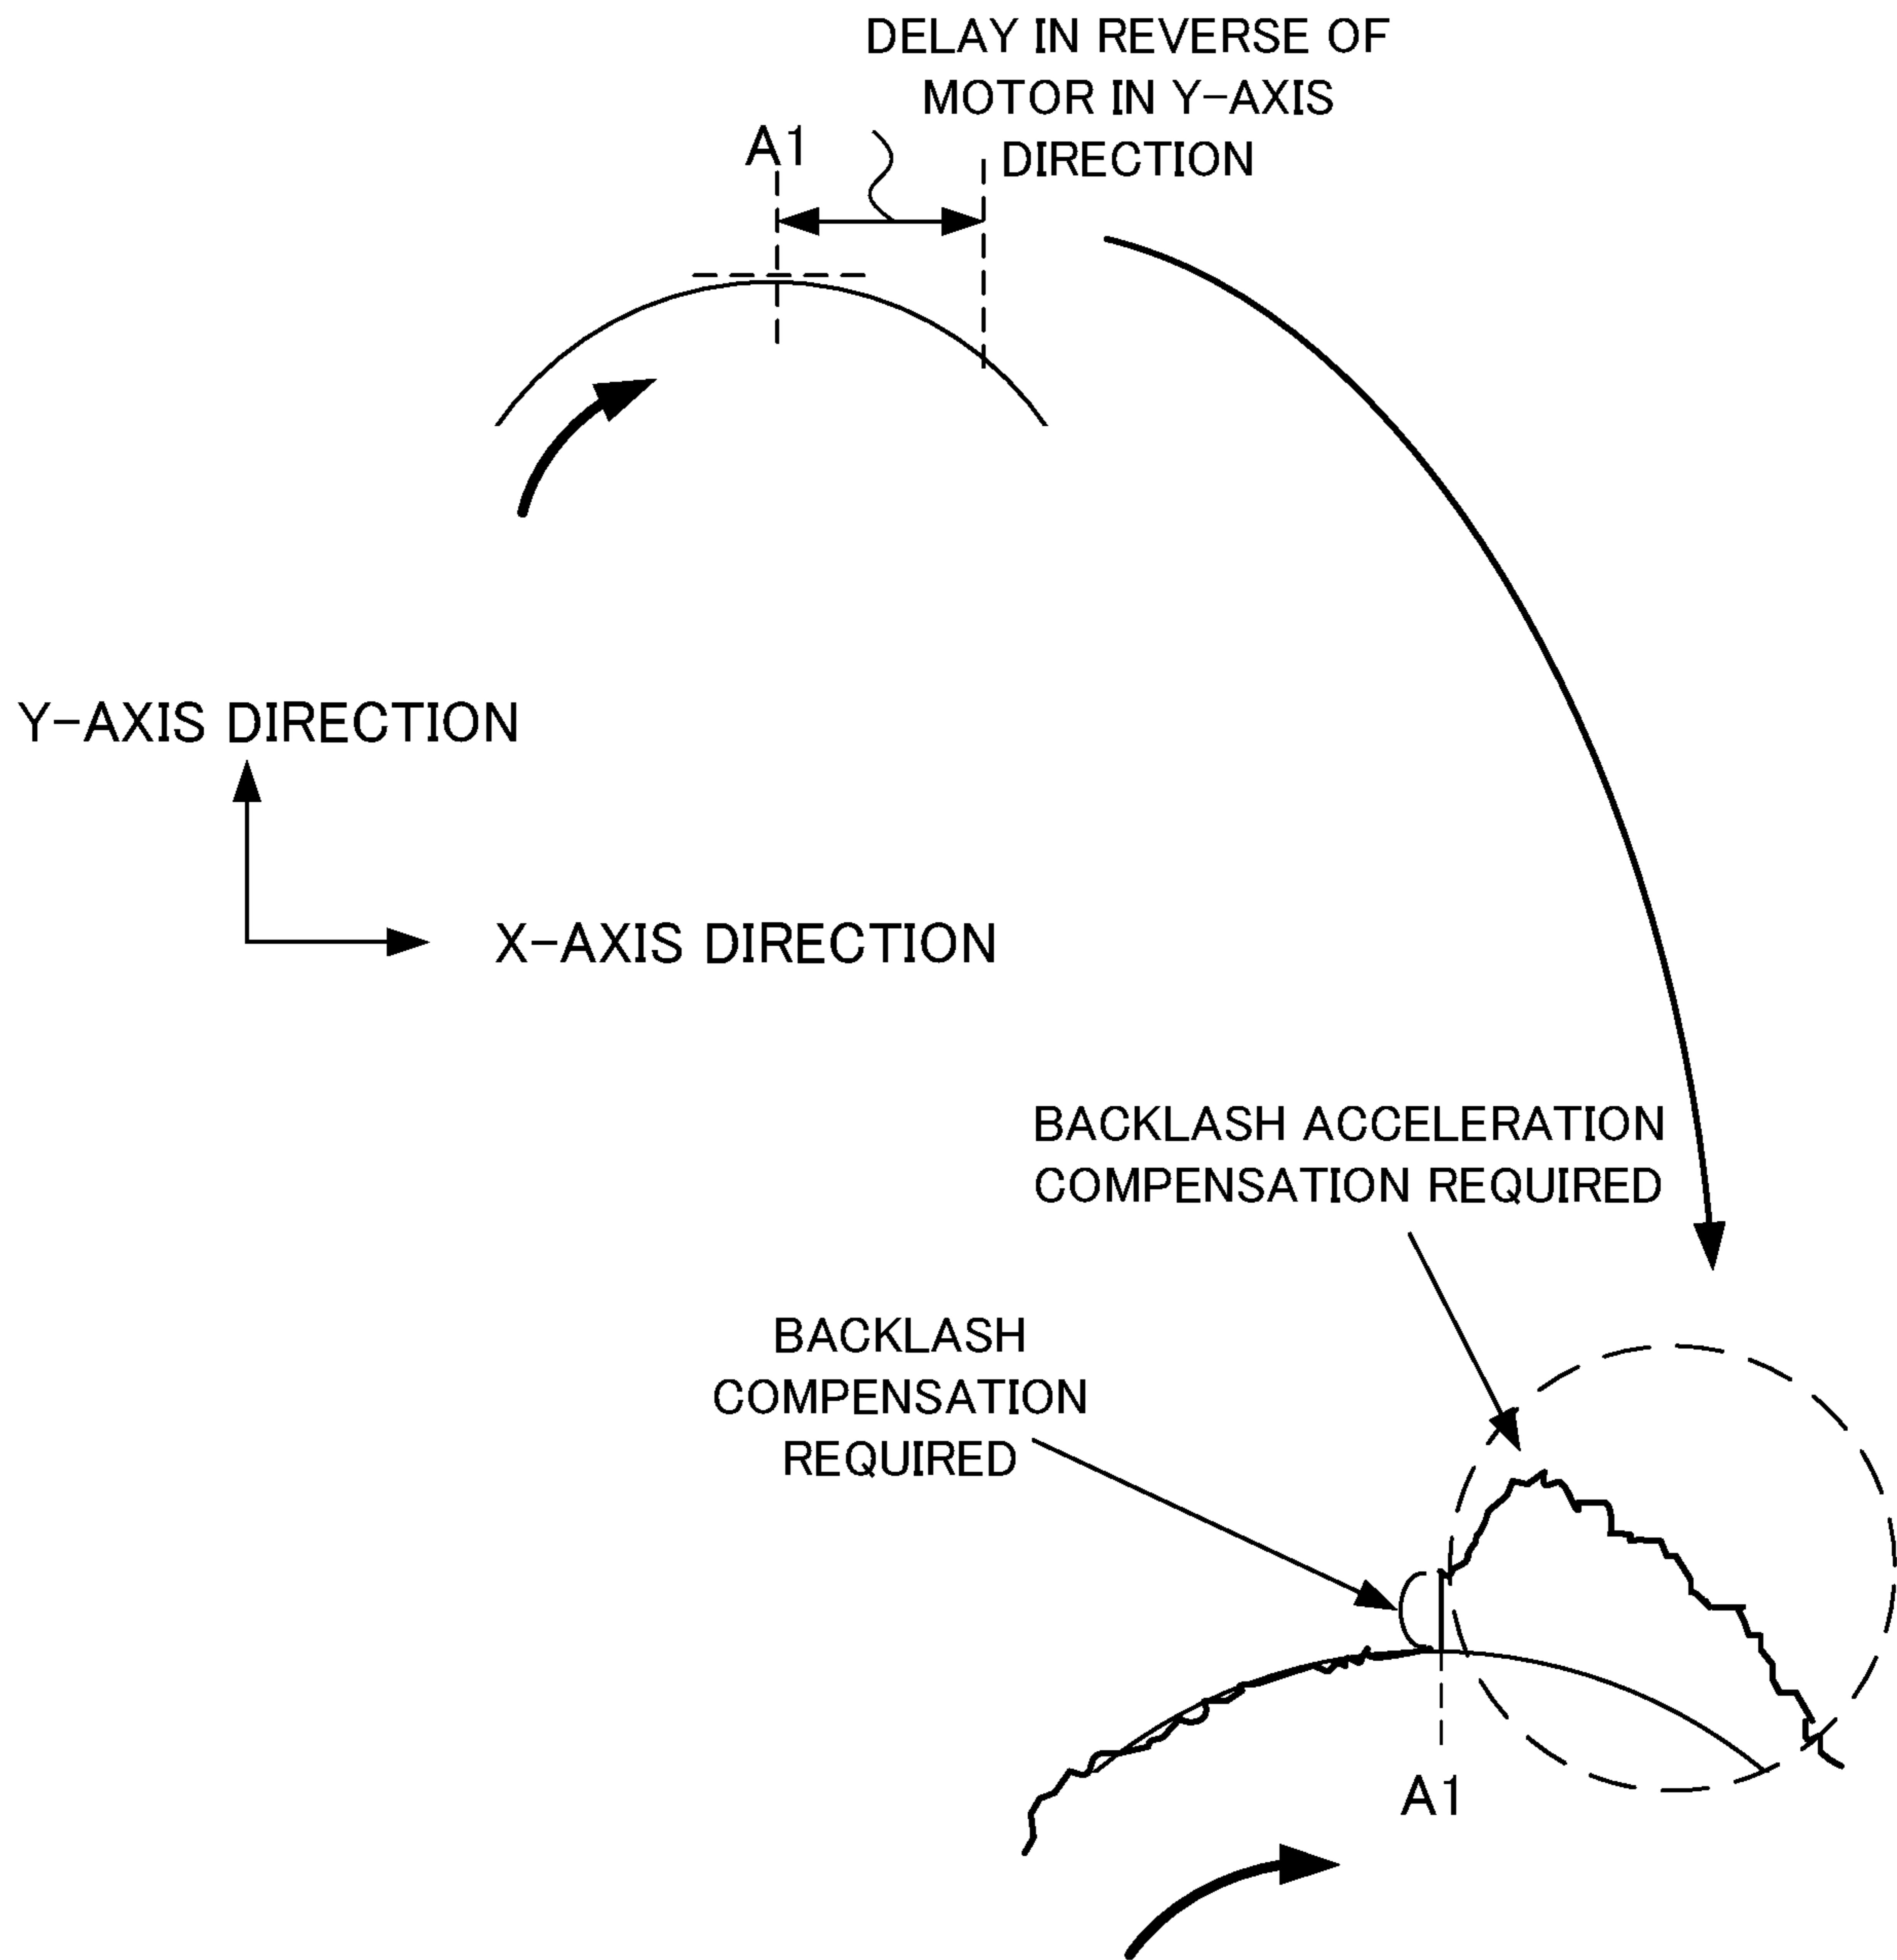 DELAY IN REVERSE OF
MOTOR IN Y-AXIS
DIRECTION
A1
Y-AXIS DIRECTION
X-AXIS DIRECTION
BACKLASH ACCELERATION
COMPENSATION REQUIRED
BACKLASH
COMPENSATION
REQUIRED
A1